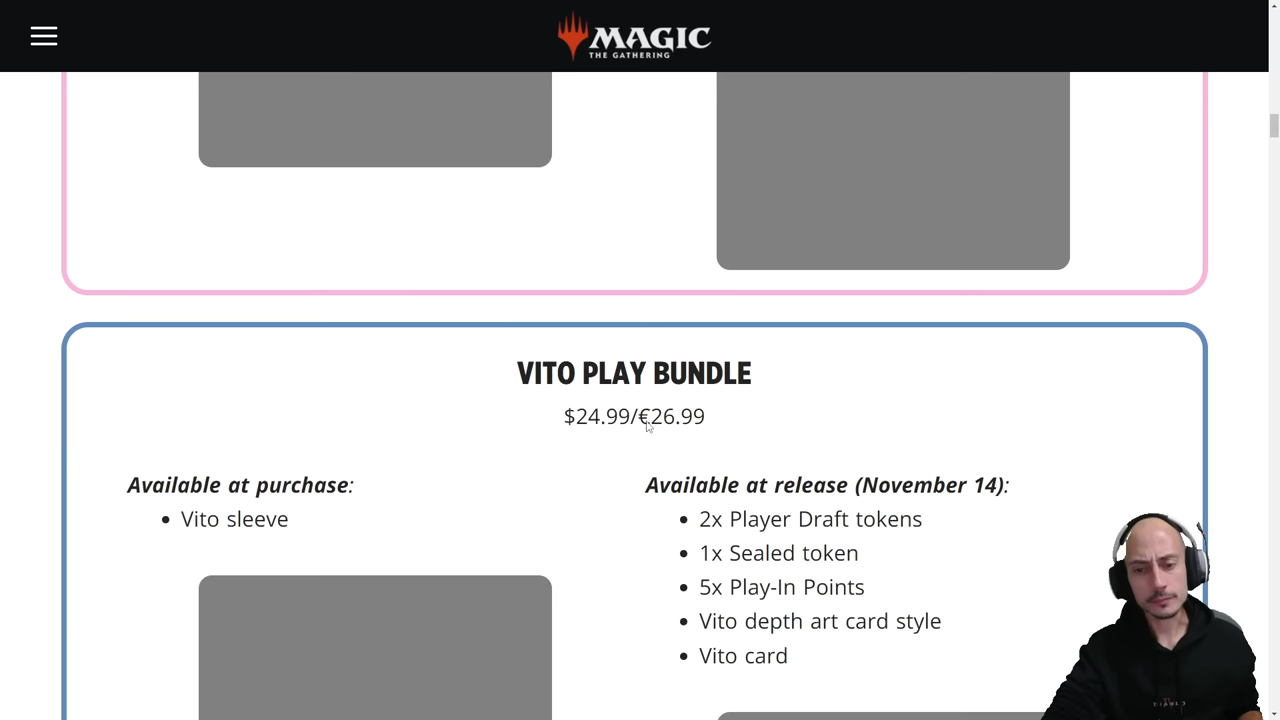 MAGIC
THE GATHERING
VITO PLAY BUNDLE
$24.99/€26.99
Available at purchase:
• Vito sleeve
Available at release (November 14):
• 2x Player Draft tokens
• 1x Sealed token
• 5x Play-In Points
• Vito depth art card style
• Vito card